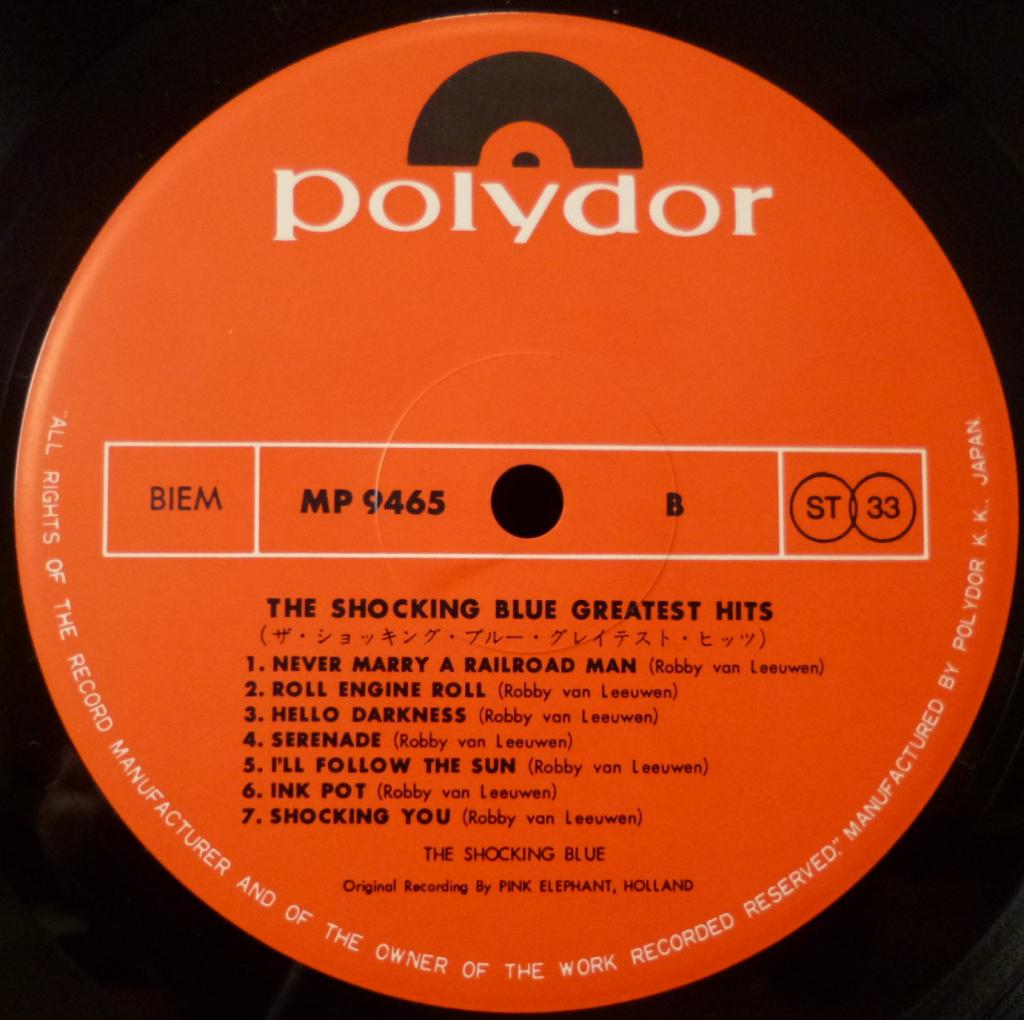 polydor
BIEM
MP 9465
B
ST 33
THE SHOCKING BLUE GREATEST HITS
(ザ・ショッキング・ブルー・グレイテスト・ヒッツ)
1. NEVER MARRY A RAILROAD MAN (Robby van Leeuwen)
2. ROLL ENGINE ROLL (Robby van Leeuwen)
3. HELLO DARKNESS (Robby van Leeuwen)
4. SERENADE (Robby van Leeuwen)
5. I'LL FOLLOW THE SUN (Robby van Leeuwen)
6. INK POT (Robby van Leeuwen)
7. SHOCKING YOU (Robby van Leeuwen)
THE SHOCKING BLUE
Original Recording By PINK ELEPHANT, HOLLAND
"ALL RIGHTS OF THE RECORD MANUFACTURER AND OF THE OWNER OF THE WORK RECORDED RESERVED." MANUFACTURED BY POLYDOR K. K., JAPAN